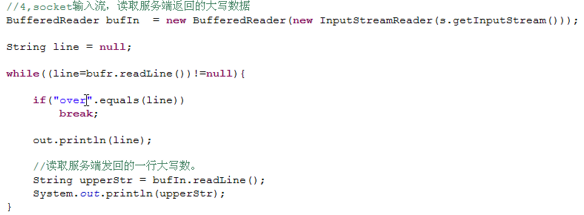 //4,socket输入流，读取服务端返回的大写数据
BufferedReader bufIn  = new BufferedReader(new InputStreamReader(s.getInputStream()));
String line = null;
while((line=bufr.readLine())!=null){
if("over".equals(line))
break;
out.println(line);
//读取服务端发回的一行大写数。
String upperStr = bufIn.readLine();
System.out.println(upperStr);
}